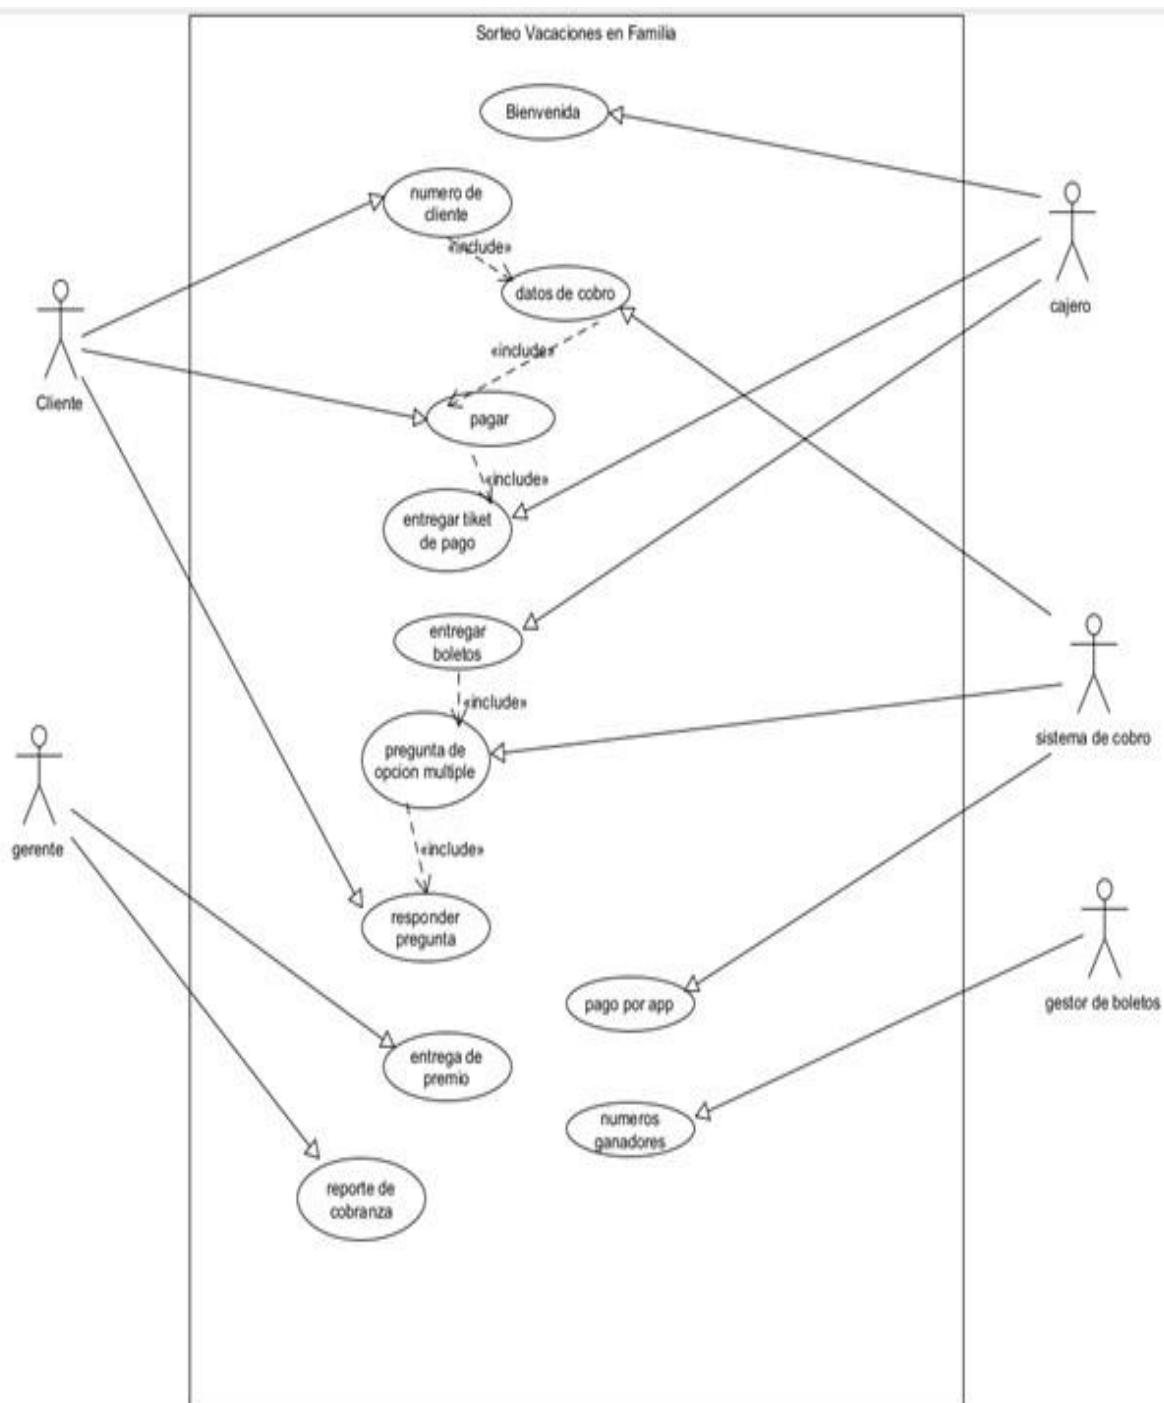 Sorteo Vacaciones en Familia
Bienvenida
numero de
cliente
«include»
datos de cobro
cajero
«include»
Cliente
pagar
«include»
entregar tiket
de pago
entregar
boletos
«include»
pregunta de
opcion multiple
sistema de cobro
gerente
«include»
responder
pregunta
pago por app
gestor de boletos
entrega de
premio
numeros
ganadores
reporte de
cobranza